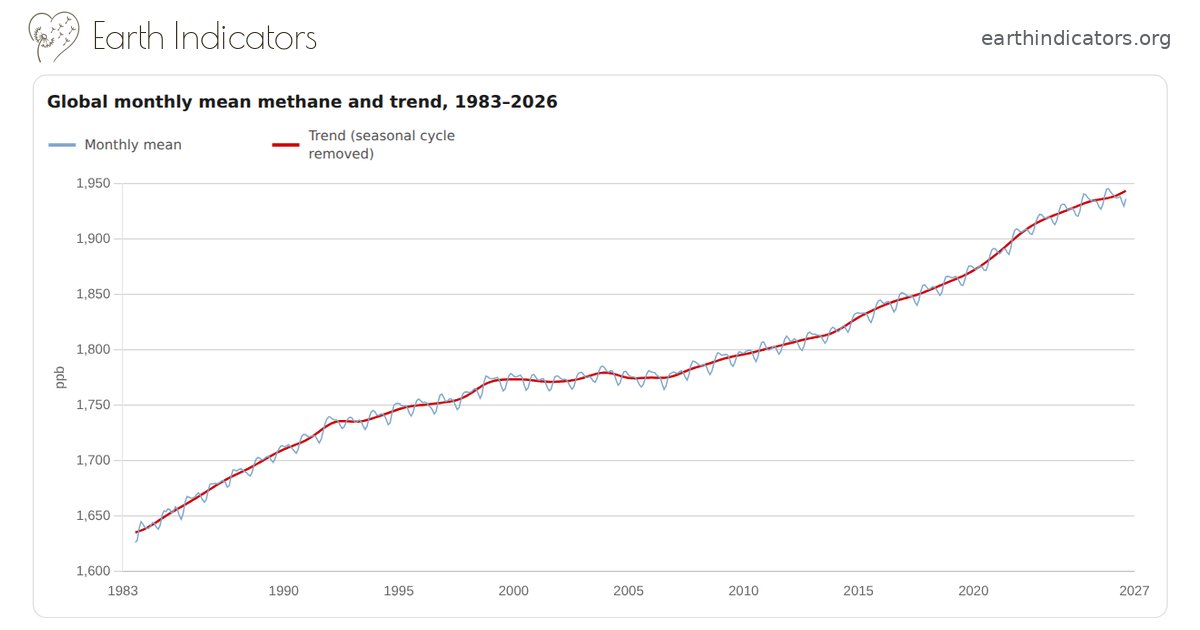 Earth Indicators
earthindicators.org
Global monthly mean methane and trend, 1983–2026
Monthly mean
Trend (seasonal cycle
removed)
1,950
1,900
1,850
1,800
ppb
1,750
1,700
1,650
1,600
1983 1990 1995 2000 2005 2010 2015 2020 2027